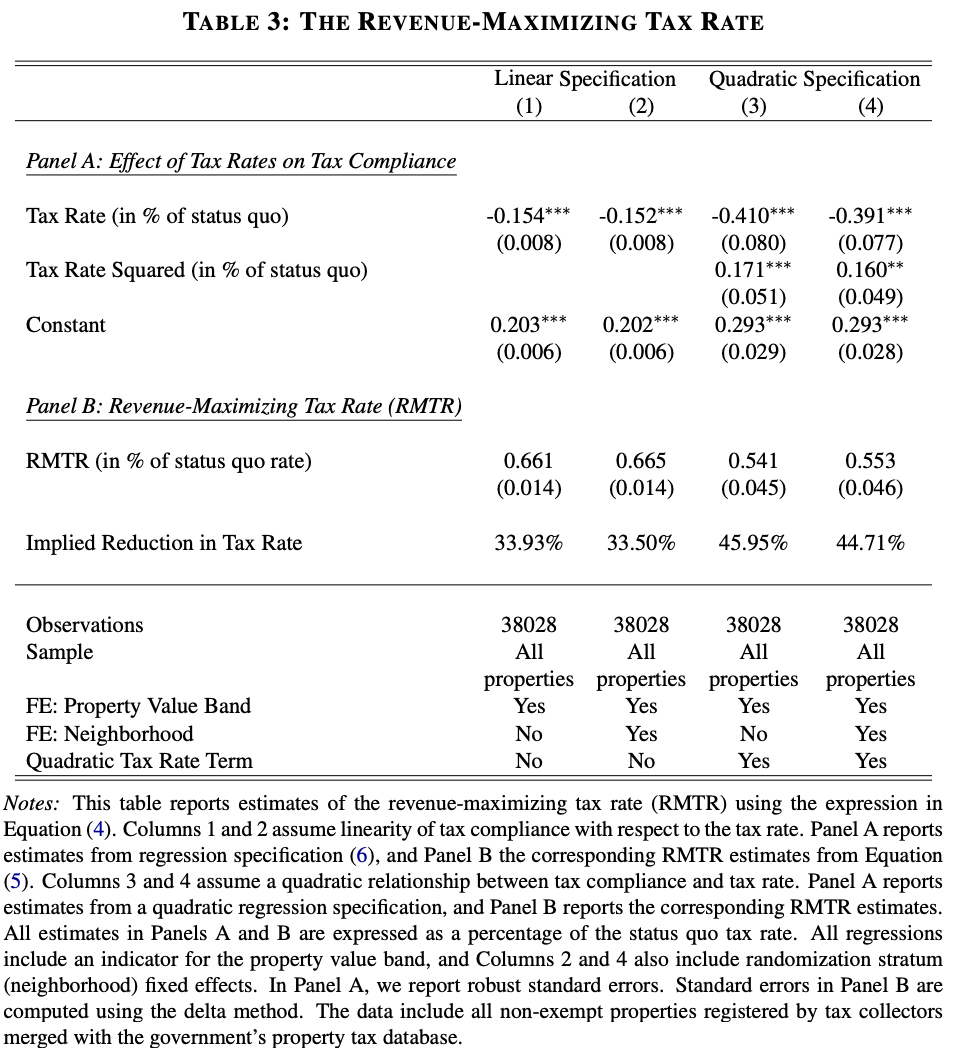 TABLE 3: THE REVENUE-MAXIMIZING TAX RATE
Linear Specification Quadratic Specification
(1) (2) (3) (4)
Panel A: Effect of Tax Rates on Tax Compliance
Tax Rate (in % of status quo) -0.154*** -0.152*** -0.410*** -0.391***
(0.008) (0.008) (0.080) (0.077)
Tax Rate Squared (in % of status quo) 0.171*** 0.160**
(0.051) (0.049)
Constant 0.203*** 0.202*** 0.293*** 0.293***
(0.006) (0.006) (0.029) (0.028)
Panel B: Revenue-Maximizing Tax Rate (RMTR)
RMTR (in % of status quo rate) 0.661 0.665 0.541 0.553
(0.014) (0.014) (0.045) (0.046)
Implied Reduction in Tax Rate 33.93% 33.50% 45.95% 44.71%
Observations 38028 38028 38028 38028
Sample All All All All
properties properties properties properties
FE: Property Value Band Yes Yes Yes Yes
FE: Neighborhood No Yes No Yes
Quadratic Tax Rate Term No No Yes Yes
Notes: This table reports estimates of the revenue-maximizing tax rate (RMTR) using the expression in
Equation (4). Columns 1 and 2 assume linearity of tax compliance with respect to the tax rate. Panel A reports
estimates from regression specification (6), and Panel B the corresponding RMTR estimates from Equation
(5). Columns 3 and 4 assume a quadratic relationship between tax compliance and tax rate. Panel A reports
estimates from a quadratic regression specification, and Panel B reports the corresponding RMTR estimates.
All estimates in Panels A and B are expressed as a percentage of the status quo tax rate. All regressions
include an indicator for the property value band, and Columns 2 and 4 also include randomization stratum
(neighborhood) fixed effects. In Panel A, we report robust standard errors. Standard errors in Panel B are
computed using the delta method. The data include all non-exempt properties registered by tax collectors
merged with the government's property tax database.